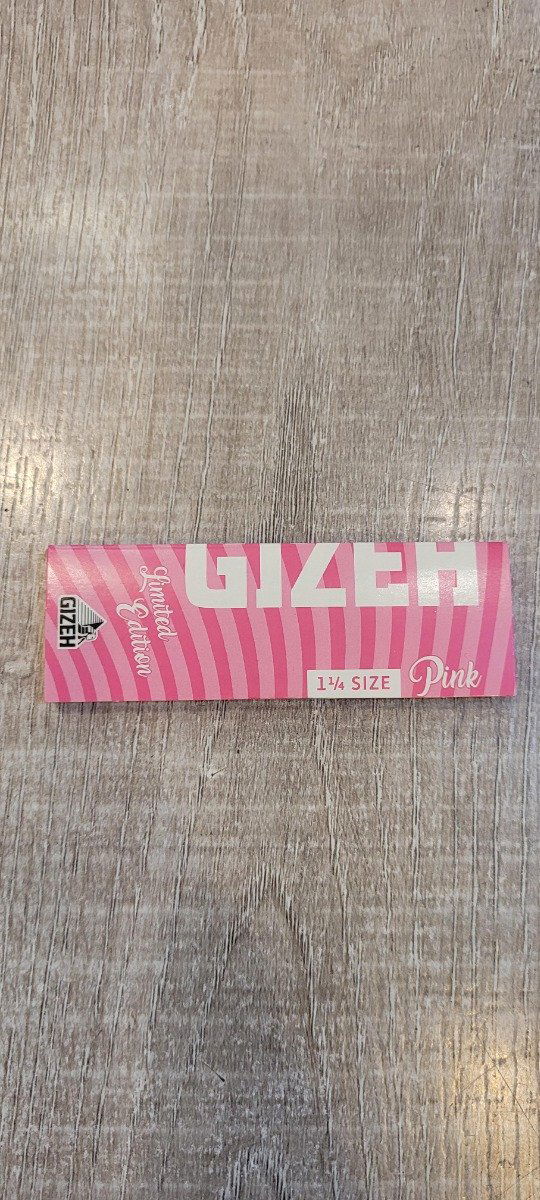 GIZEH
Limited
Edition
GIZEH
1¼ SIZE
Pink